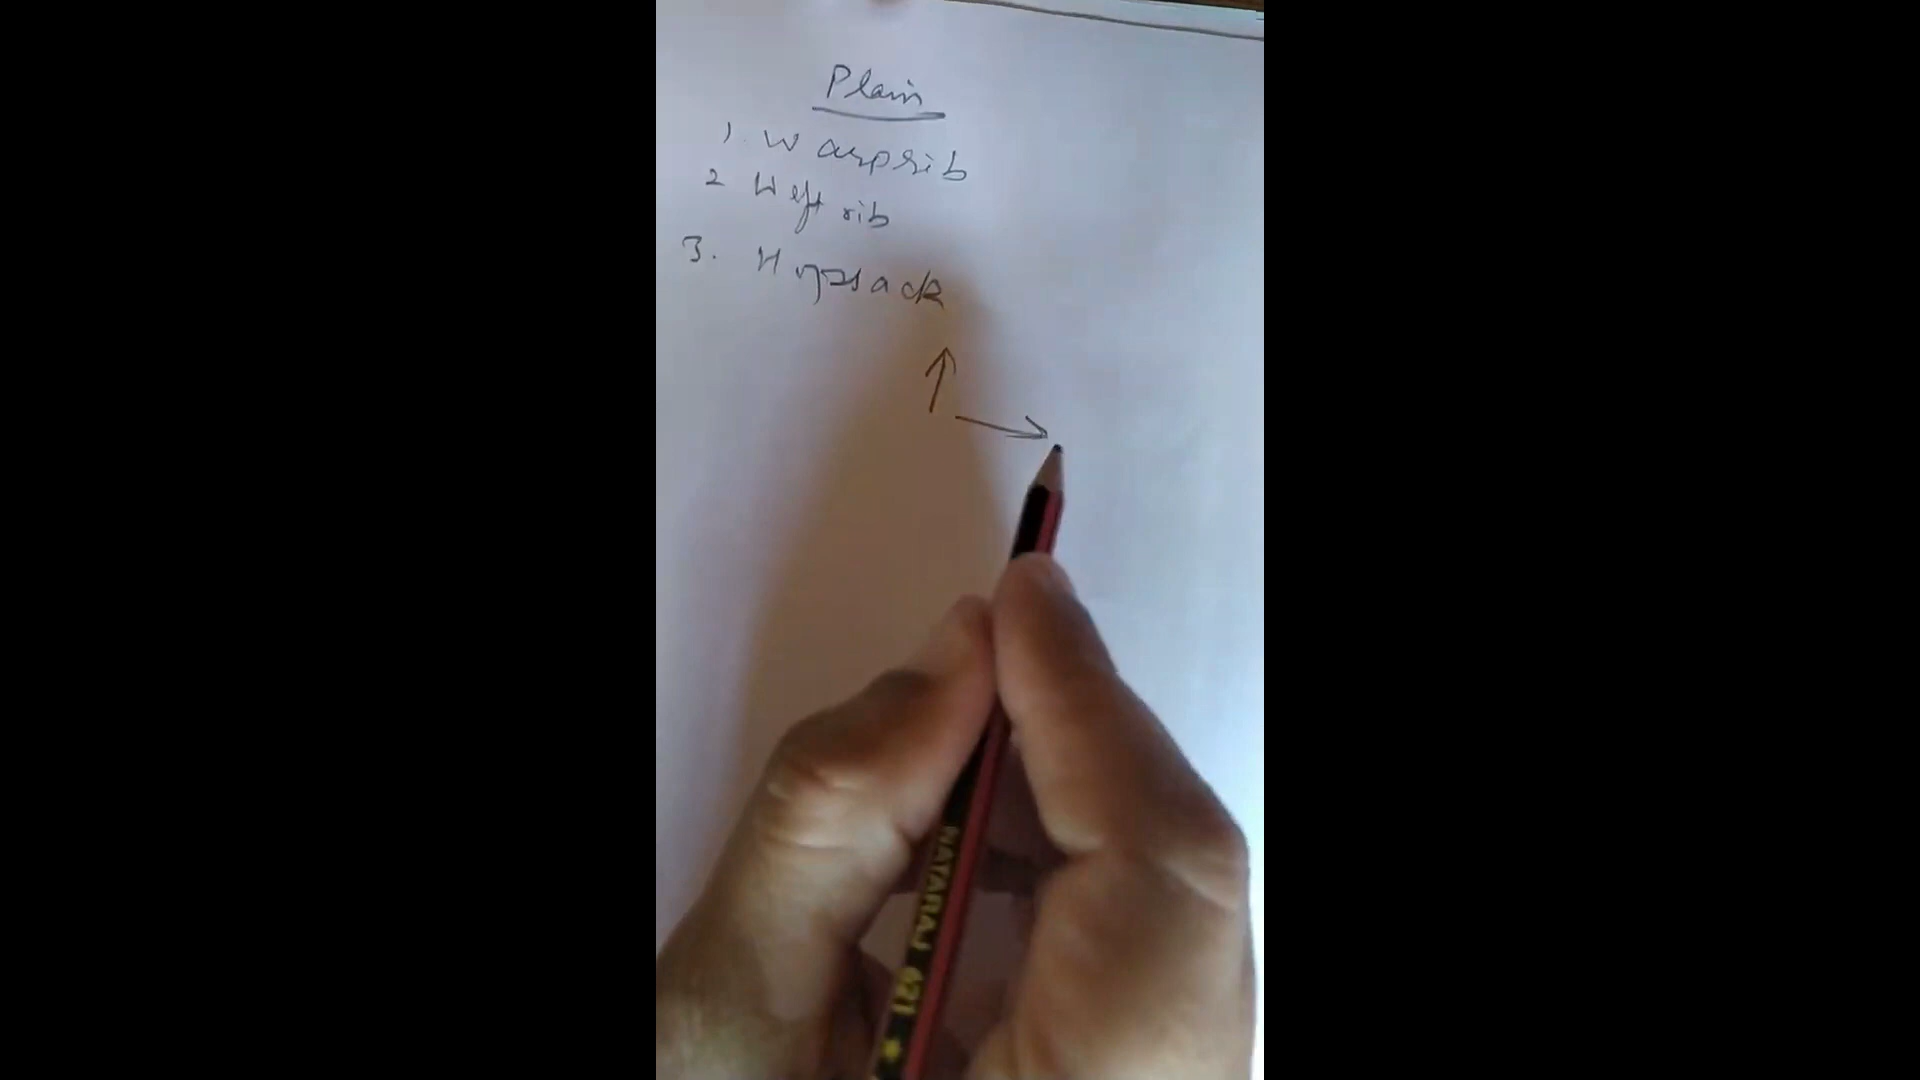 Plain
1. Warp rib
2 Weft rib
3. Hopsack
NATARAJ 621